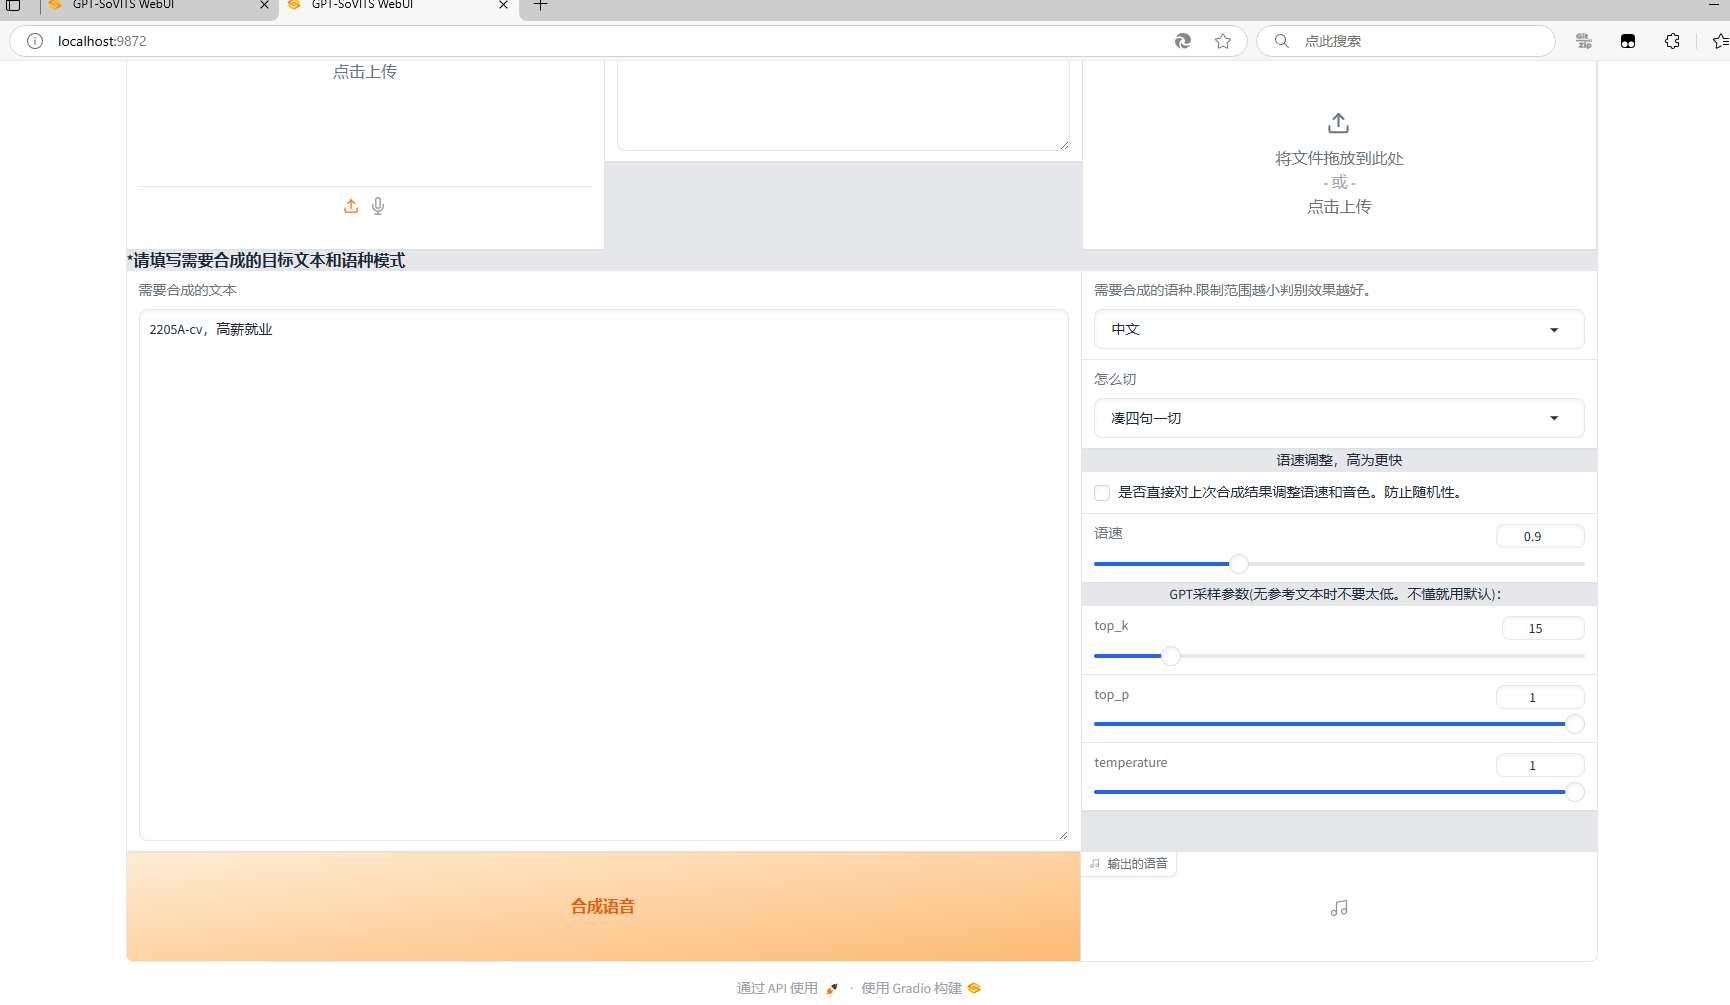 GPT-SoVITS WebUI
GPT-SoVITS WebUI
localhost:9872
点此搜索
Git Zip
点击上传
将文件拖放到此处
- 或 -
点击上传
*请填写需要合成的目标文本和语种模式
需要合成的文本
2205A-cv，高薪就业
需要合成的语种.限制范围越小判别效果越好。
中文
怎么切
凑四句一切
语速调整，高为更快
是否直接对上次合成结果调整语速和音色。防止随机性。
语速
0.9
GPT采样参数(无参考文本时不要太低。不懂就用默认)：
top_k
15
top_p
1
temperature
1
合成语音
输出的语音
通过 API 使用 · 使用 Gradio 构建